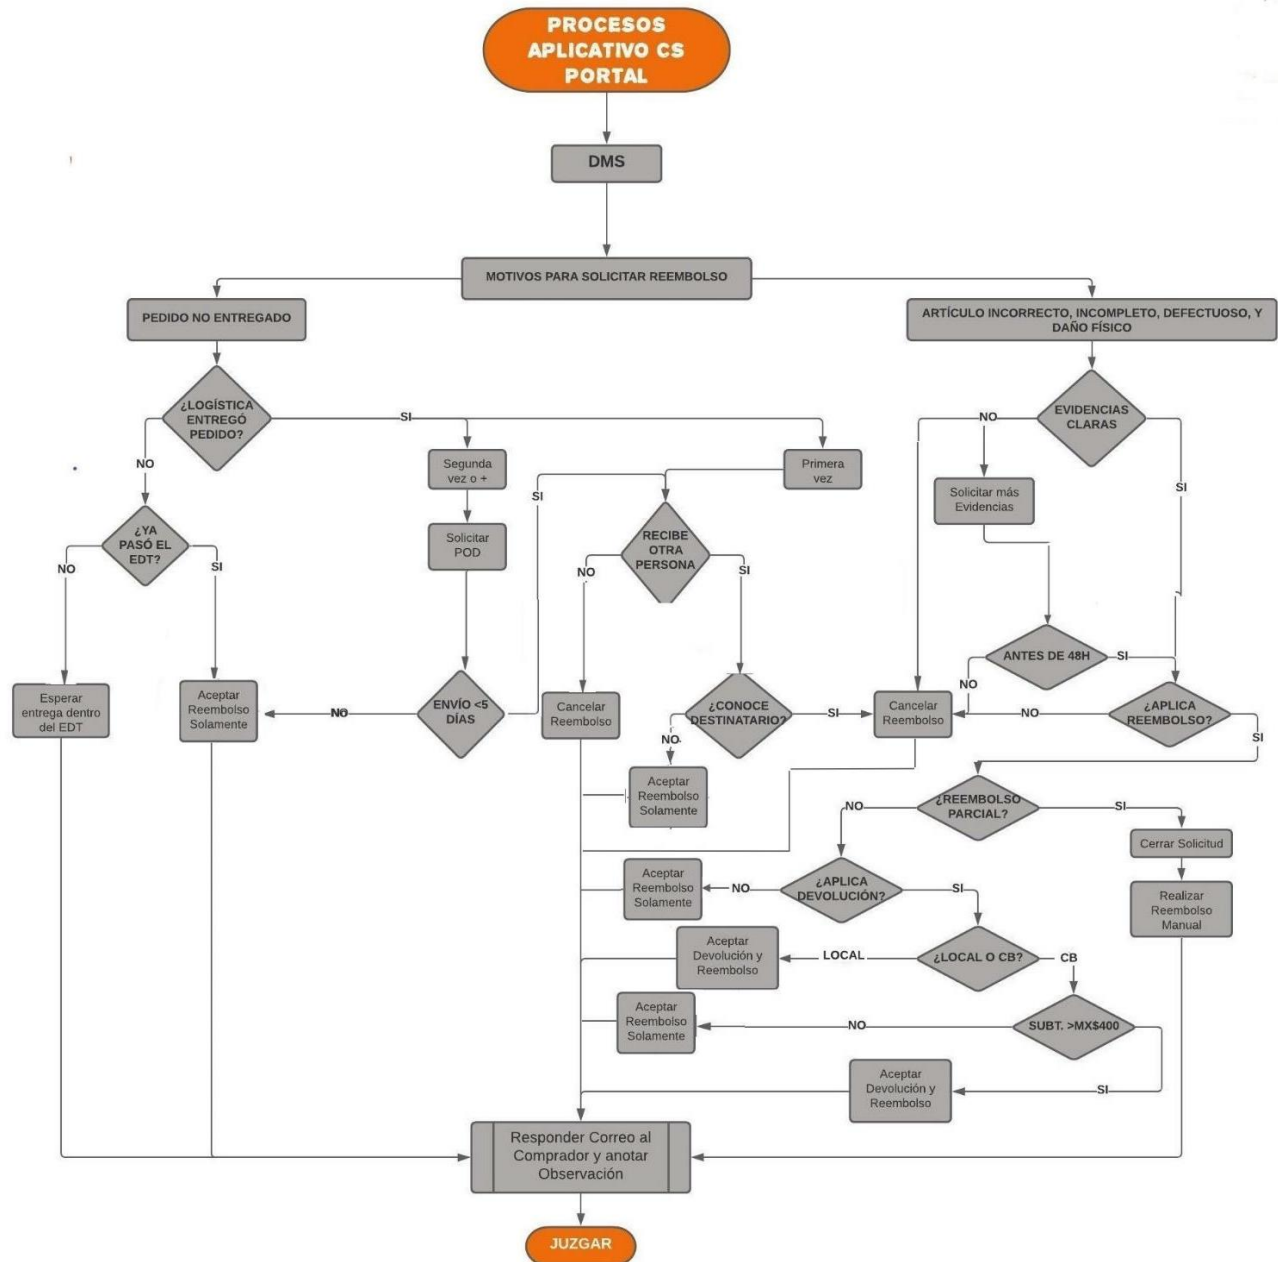 PROCESOS
APLICATIVO CS
PORTAL
DMS
MOTIVOS PARA SOLICITAR REEMBOLSO
PEDIDO NO ENTREGADO
ARTÍCULO INCORRECTO, INCOMPLETO, DEFECTUOSO, Y
DAÑO FÍSICO
¿LOGÍSTICA
ENTREGÓ
PEDIDO?
SI
NO
EVIDENCIAS
CLARAS
NO
SI
Segunda
vez o +
Primera
vez
Solicitar más
Evidencias
SI
¿YA
PASÓ EL
EDT?
NO
SI
Solicitar
POD
RECIBE
OTRA
PERSONA
NO
SI
ANTES DE 48H
SI
NO
Esperar
entrega dentro
del EDT
Aceptar
Reembolso
Solamente
NO
ENVÍO <5
DÍAS
Cancelar
Reembolso
¿CONOCE
DESTINATARIO?
SI
NO
Cancelar
Reembolso
NO
¿APLICA
REEMBOLSO?
SI
Aceptar
Reembolso
Solamente
¿REEMBOLSO
PARCIAL?
NO
SI
Cerrar Solicitud
Aceptar
Reembolso
Solamente
NO
¿APLICA
DEVOLUCIÓN?
SI
Realizar
Reembolso
Manual
Aceptar
Devolución y
Reembolso
LOCAL
¿LOCAL O CB?
CB
Aceptar
Reembolso
Solamente
NO
SUBT. >MX$400
Aceptar
Devolución y
Reembolso
SI
Responder Correo al
Comprador y anotar
Observación
JUZGAR